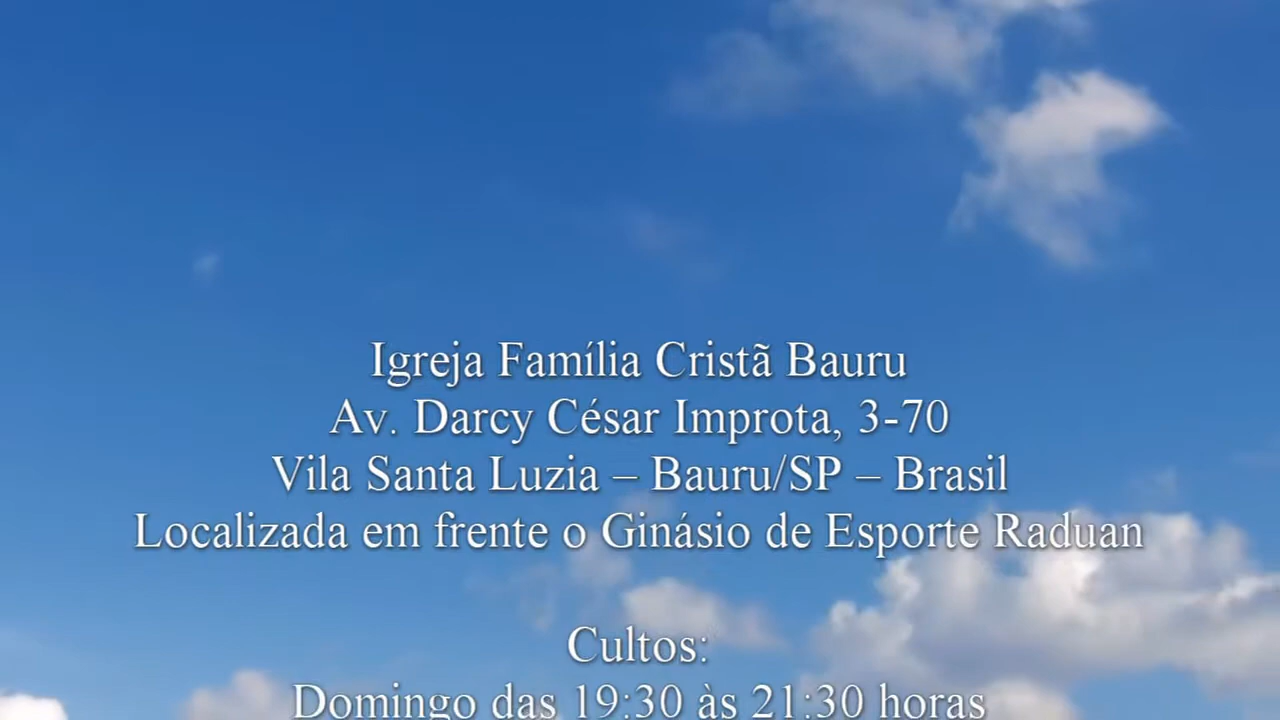 Igreja Família Cristã Bauru
Av. Darcy César Improta, 3-70
Vila Santa Luzia – Bauru/SP – Brasil
Localizada em frente o Ginásio de Esporte Raduan
Cultos:
Domingo das 19:30 às 21:30 horas